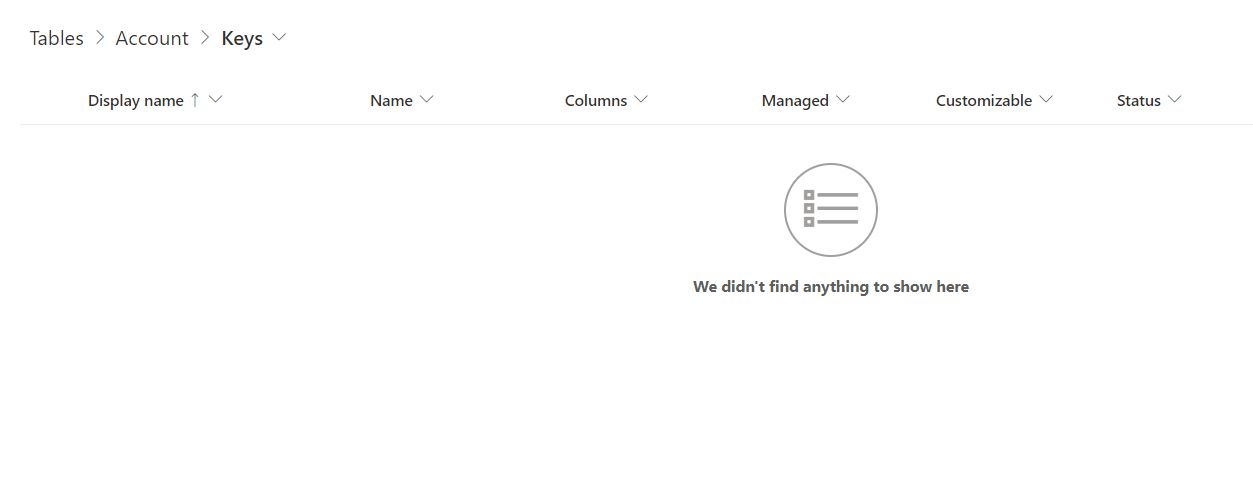 Tables > Account > Keys
Display name ↑ Name Columns Managed Customizable Status
We didn't find anything to show here